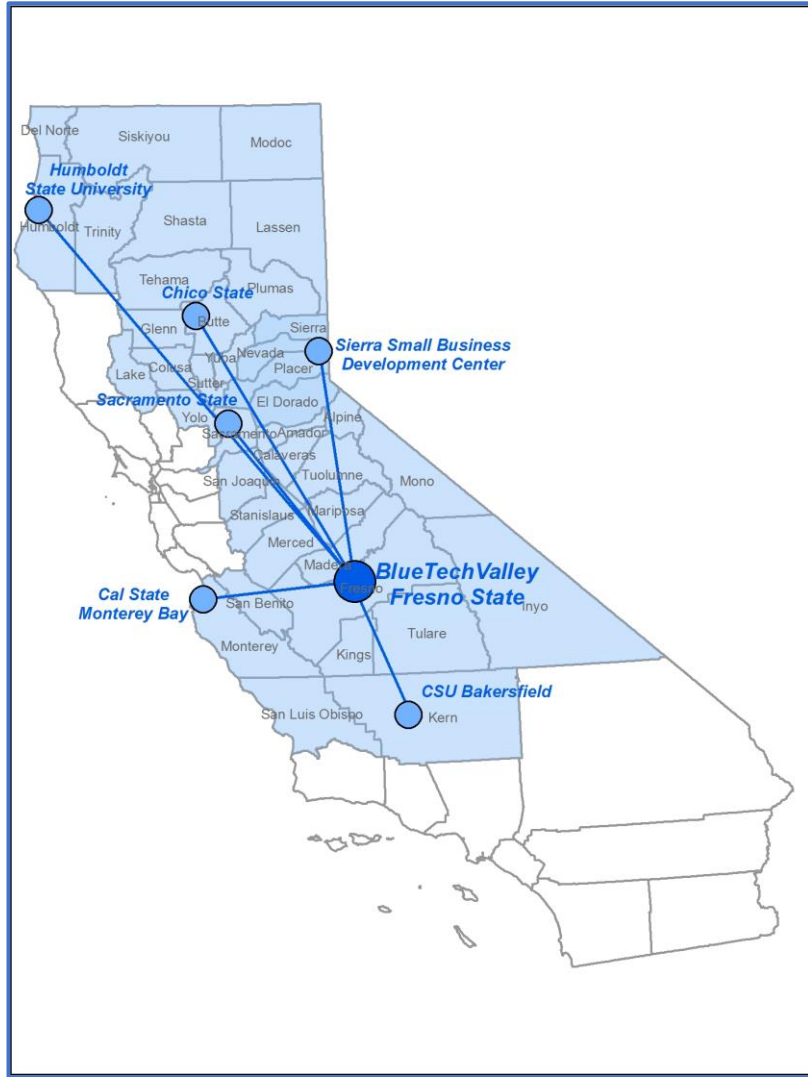 Del Norte
Siskiyou
Modoc
Humboldt
State University
Humboldt
Trinity
Shasta
Lassen
Tehama
Plumas
Chico State
Butte
Glenn
Sierra
Sierra Small Business
Development Center
Colusa
Yuba
Nevada
Placer
Lake
Sutter
Sacramento State
El Dorado
Yolo
Sacramento
Amador
Alpine
Calaveras
San Joaquin
Tuolumne
Mono
Stanislaus
Mariposa
Merced
Madera
BlueTechValley
Fresno State
Fresno
Cal State
Monterey Bay
San Benito
Inyo
Monterey
Tulare
Kings
CSU Bakersfield
San Luis Obispo
Kern